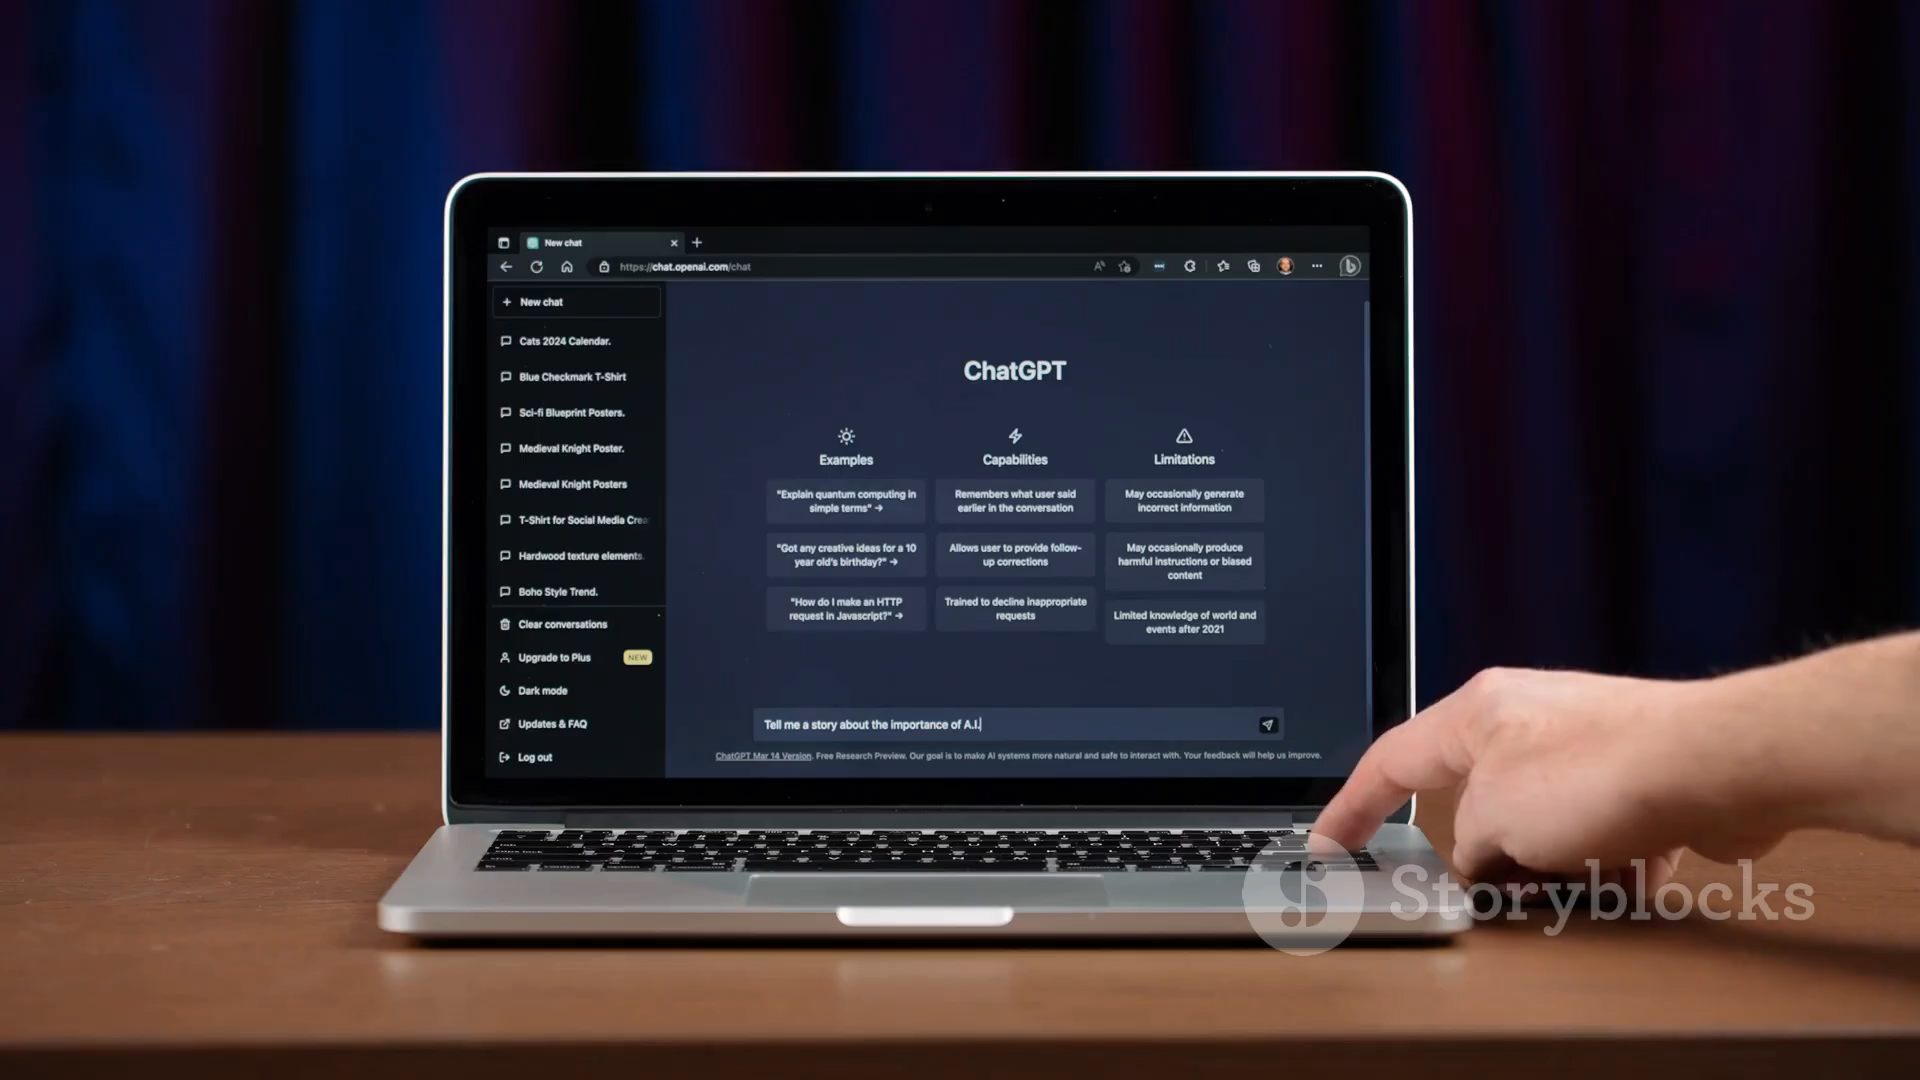 New chat
https://chat.openai.com/chat
New chat
Cats 2024 Calendar.
Blue Checkmark T-Shirt
Sci-fi Blueprint Posters.
Medieval Knight Poster.
Medieval Knight Posters
T-Shirt for Social Media Crea
Hardwood texture elements.
Boho Style Trend.
Clear conversations
Upgrade to Plus
NEW
Dark mode
Updates & FAQ
Log out
ChatGPT
Examples
"Explain quantum computing in
simple terms" →
"Got any creative ideas for a 10
year old's birthday?" →
"How do I make an HTTP
request in Javascript?" →
Capabilities
Remembers what user said
earlier in the conversation
Allows user to provide follow-
up corrections
Trained to decline inappropriate
requests
Limitations
May occasionally generate
incorrect information
May occasionally produce
harmful instructions or biased
content
Limited knowledge of world and
events after 2021
Tell me a story about the importance of A.I.
ChatGPT Mar 14 Version. Free Research Preview. Our goal is to make AI systems more natural and safe to interact with. Your feedback will help us improve.
Storyblocks